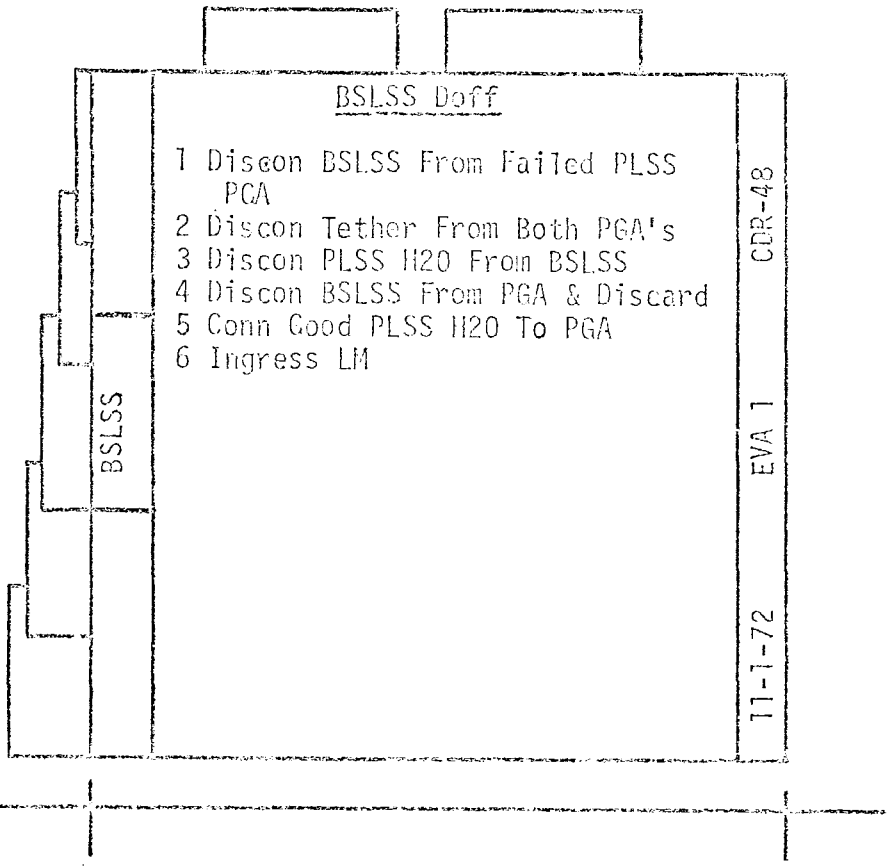 BSLSS Doff
1 Discon BSLSS From Failed PLSS
PGA
2 Discon Tether From Both PGA's
3 Discon PLSS H2O From BSLSS
4 Discon BSLSS From PGA & Discard
5 Conn Good PLSS H2O To PGA
6 Ingress LM
BSLSS
CDR-48
EVA 1
11-1-72